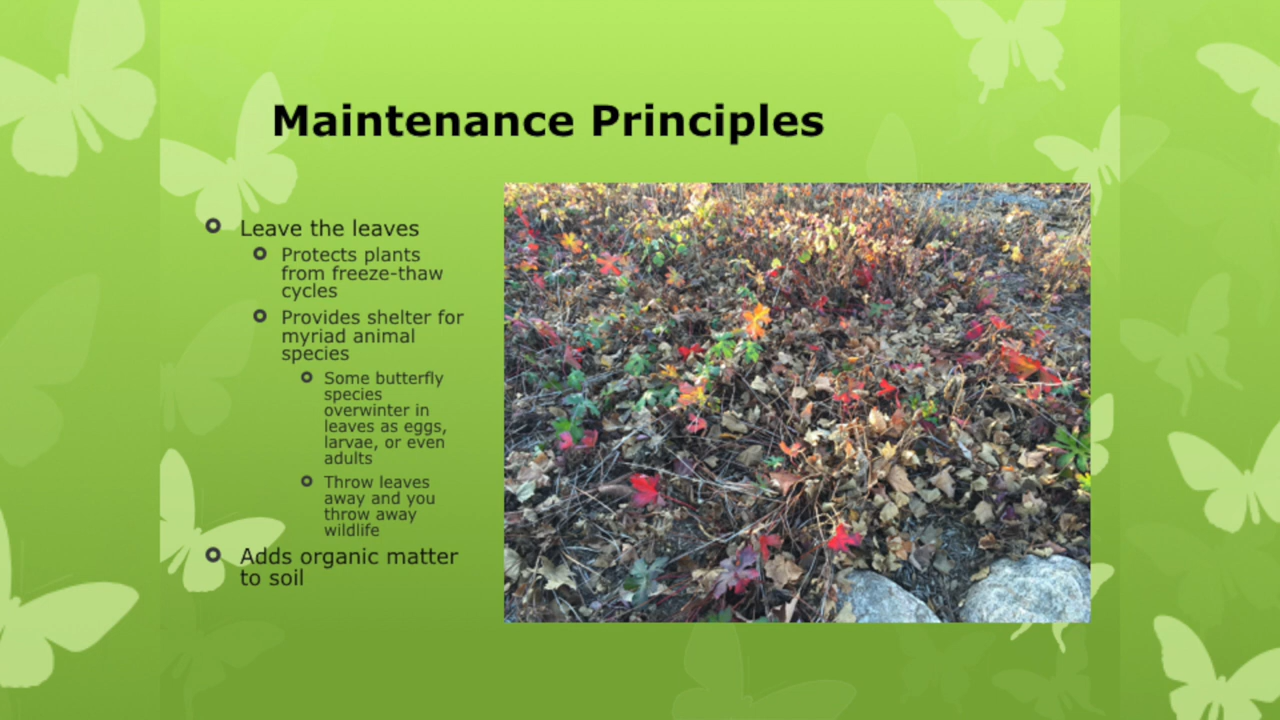 Maintenance Principles
Leave the leaves
Protects plants
from freeze-thaw
cycles
Provides shelter for
myriad animal
species
Some butterfly
species
overwinter in
leaves as eggs,
larvae, or even
adults
Throw leaves
away and you
throw away
wildlife
Adds organic matter
to soil